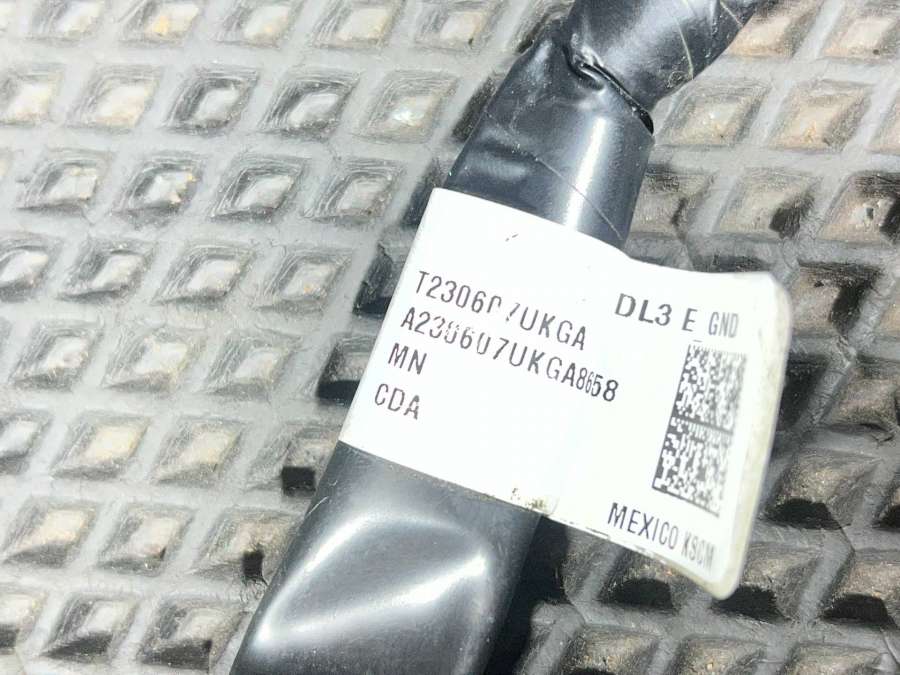 T230607UKGA
A230607UKGA8658
MN
CDA
DL3 E GND
MEXICO KSCM